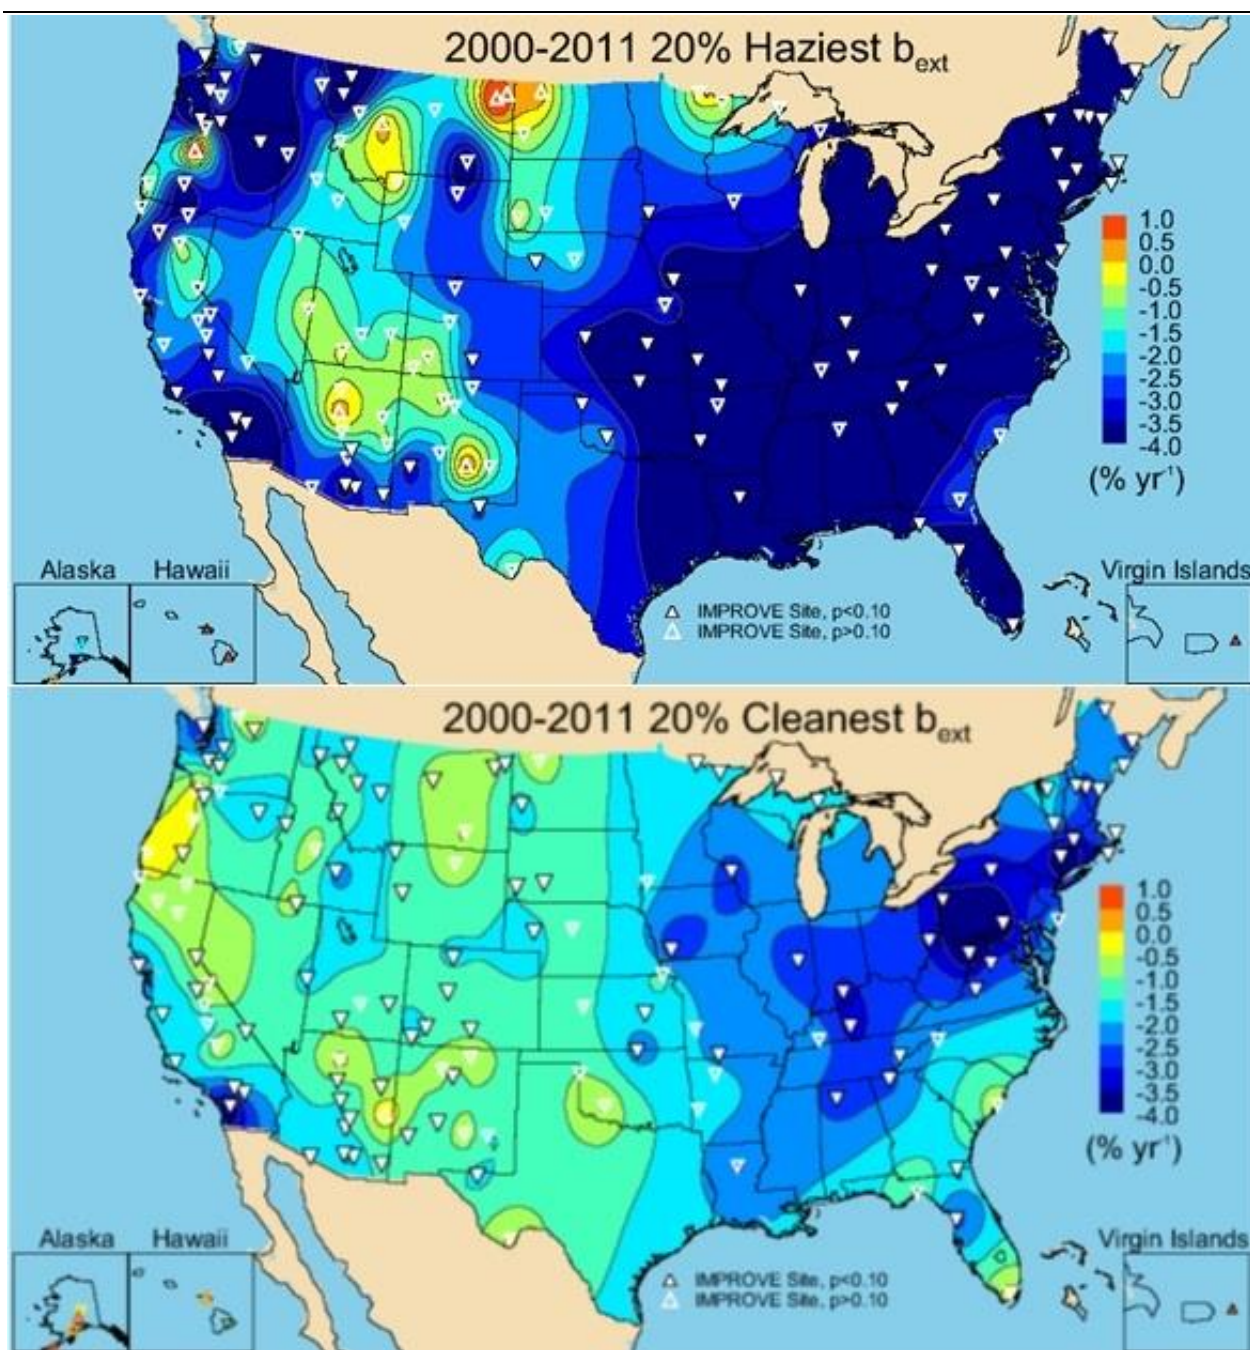 2000-2011 20% Haziest b_ext
1.0
0.5
0.0
-0.5
-1.0
-1.5
-2.0
-2.5
-3.0
-3.5
-4.0
(% yr⁻¹)
Alaska
Hawaii
Virgin Islands
IMPROVE Site, p<0.10
IMPROVE Site, p>0.10
2000-2011 20% Cleanest b_ext
1.0
0.5
0.0
-0.5
-1.0
-1.5
-2.0
-2.5
-3.0
-3.5
-4.0
(% yr⁻¹)
Alaska
Hawaii
Virgin Islands
IMPROVE Site, p<0.10
IMPROVE Site, p>0.10